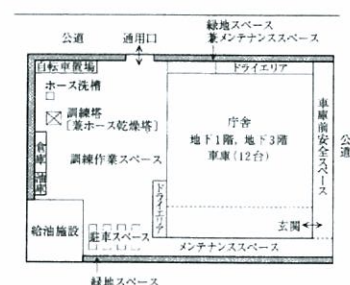 公道
通用口
緑地スペース
兼メンテナンススペース
自転車置場
ドライエリア
ホース洗槽
訓練塔
〔兼ホース乾燥塔〕
庁舎
地下1階,地下3階
車庫(12台)
車庫前安全スペース
公道
倉庫
油庫
訓練作業スペース
ドライエリア
玄関
給油施設
駐車スペース
メンテナンススペース
緑地スペース